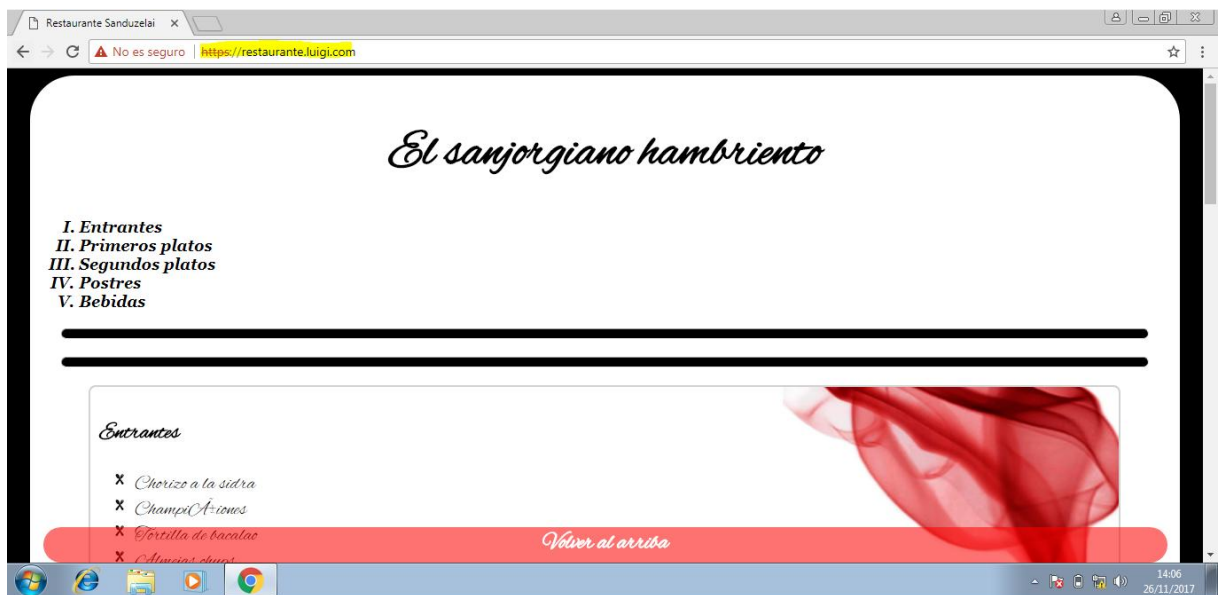 Restaurante Sanduzelai
No es seguro
https://restaurante.luigi.com
El sanjorgiano hambriento
I. Entrantes
II. Primeros platos
III. Segundos platos
IV. Postres
V. Bebidas
Entrantes
X Chorizo a la sidra
X ChampiÃ±ones
X Tortilla de bacalao
X Almejas
Volver al arriba
14:06
26/11/2017